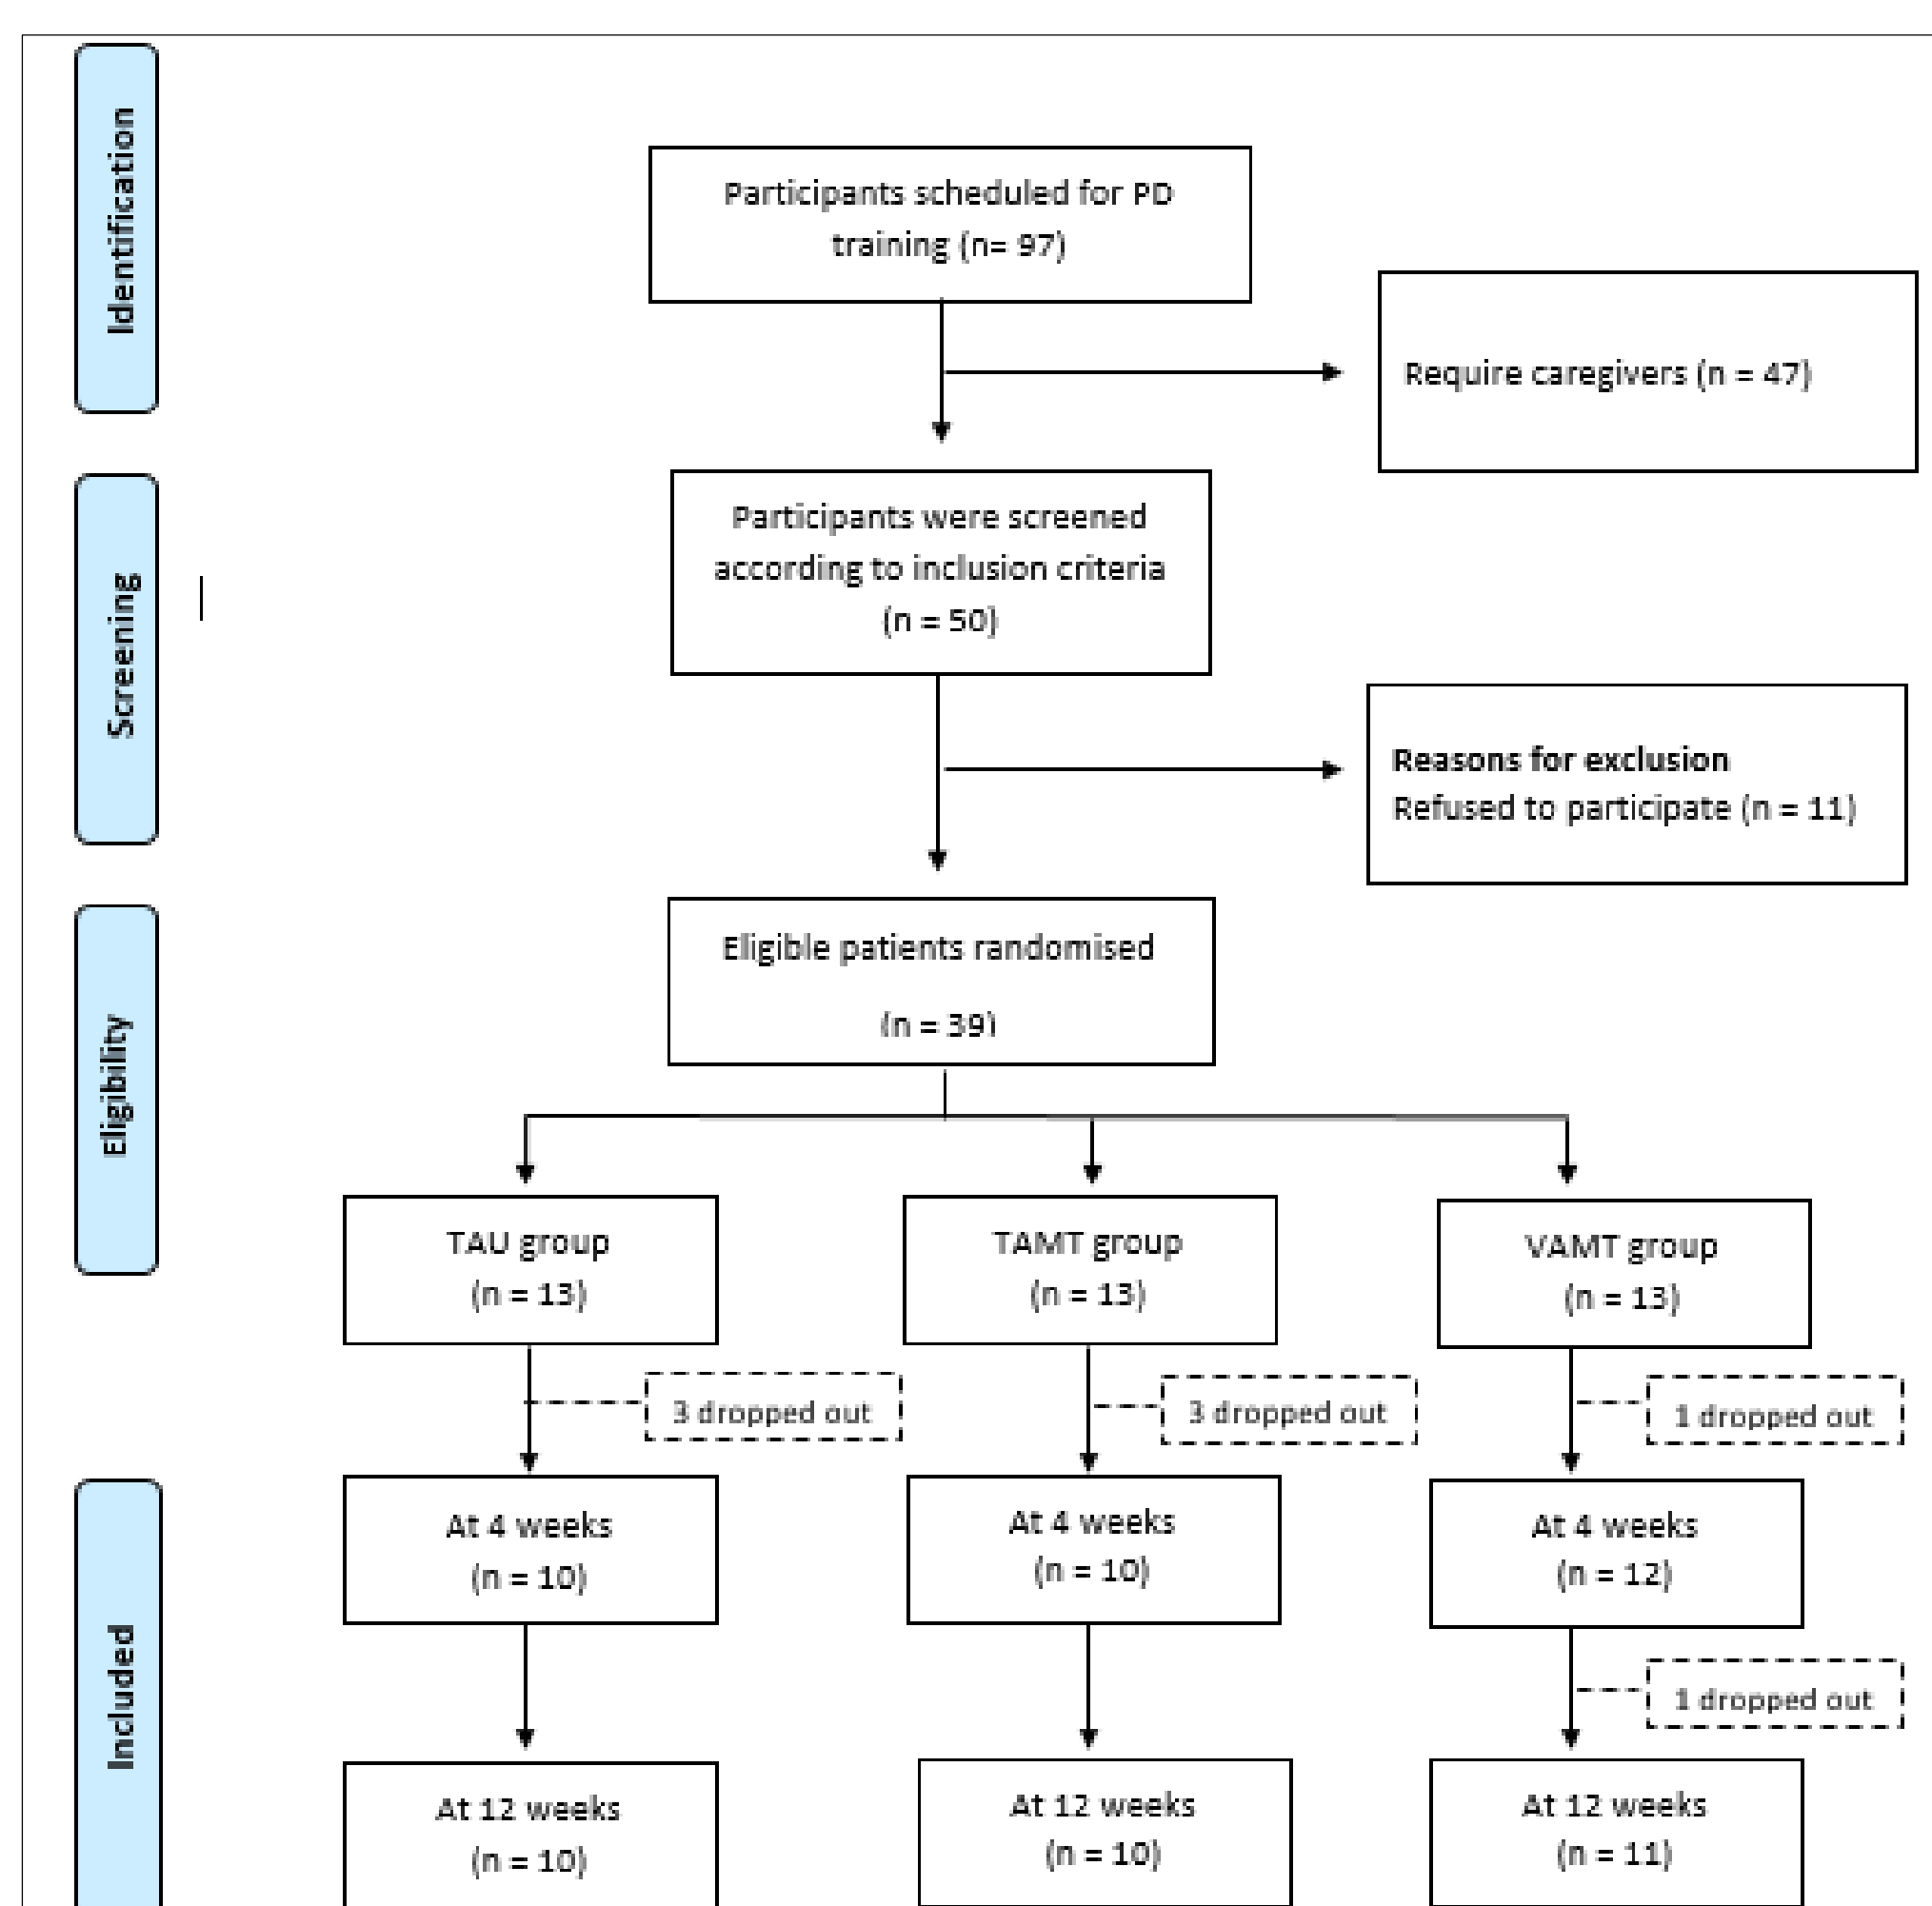 Identification
Participants scheduled for PD
training (n= 97)
Require caregivers (n = 47)
Screening
Participants were screened
according to inclusion criteria
(n = 50)
Reasons for exclusion
Refused to participate (n = 11)
Eligibility
Eligible patients randomised
(n = 39)
TAU group
(n = 13)
TAMT group
(n = 13)
VAMT group
(n = 13)
3 dropped out
3 dropped out
1 dropped out
Included
At 4 weeks
(n = 10)
At 4 weeks
(n = 10)
At 4 weeks
(n = 12)
1 dropped out
At 12 weeks
(n = 10)
At 12 weeks
(n = 10)
At 12 weeks
(n = 11)